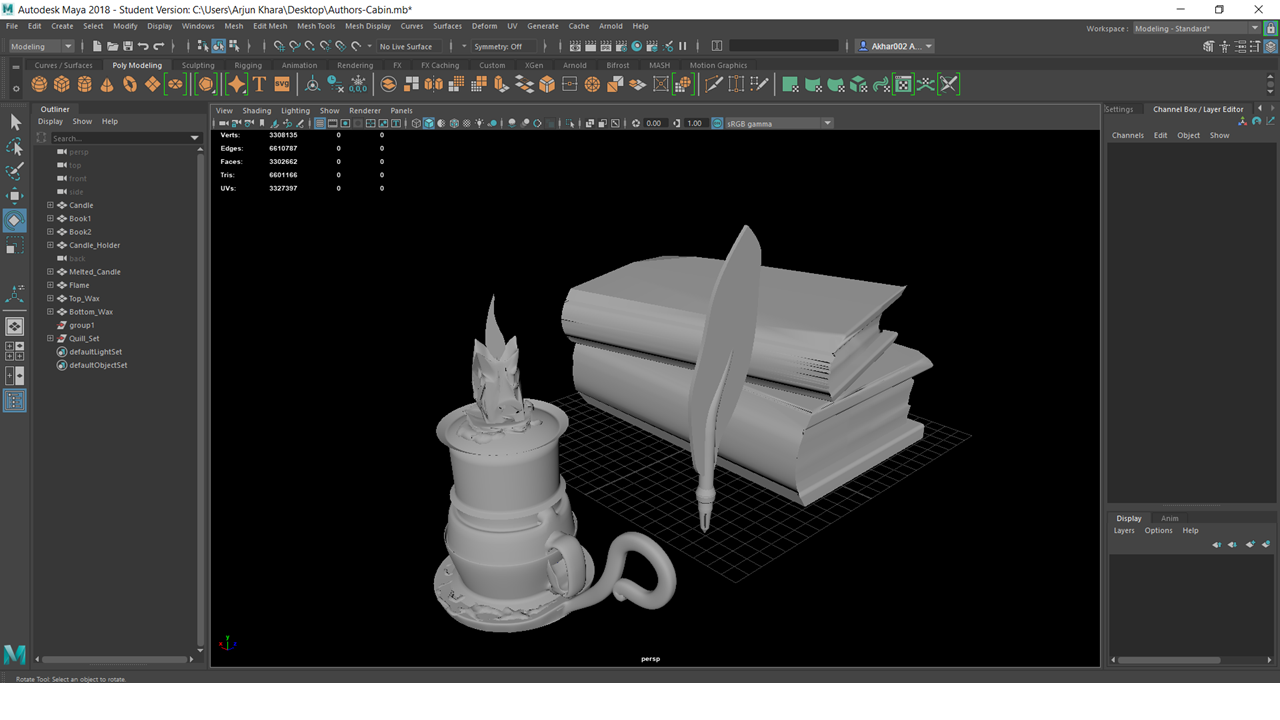 Autodesk Maya 2018 - Student Version: C:\Users\Arjun Khara\Desktop\Authors-Cabin.mb*
File Edit Create Select Modify Display Windows Mesh Edit Mesh Mesh Tools Mesh Display Curves Surfaces Deform UV Generate Cache Arnold Help
Workspace : Modeling - Standard*
Modeling No Live Surface Symmetry: Off Akhar002 A...
Curves / Surfaces Poly Modeling Sculpting Rigging Animation Rendering FX FX Caching Custom XGen Arnold Bifrost MASH Motion Graphics
T SVG 0,0,0
Outliner
Display Show Help
Search...
persp
top
front
side
Candle
Book1
Book2
Candle_Holder
back
Melted_Candle
Flame
Top_Wax
Bottom_Wax
group1
Quill_Set
defaultLightSet
defaultObjectSet
View Shading Lighting Show Renderer Panels
0.00 1.00 sRGB gamma
Verts: 3308135 0 0
Edges: 6610787 0 0
Faces: 3302662 0 0
Tris: 6601166 0 0
UVs: 3327397 0 0
y
persp
Settings Channel Box / Layer Editor
Channels Edit Object Show
Display Anim
Layers Options Help
Rotate Tool: Select an object to rotate.